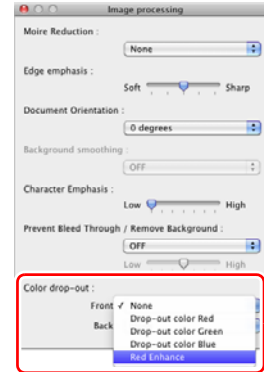 Image processing
Moire Reduction :
None
Edge emphasis :
Soft Sharp
Document Orientation :
0 degrees
Background smoothing :
OFF
Character Emphasis :
Low High
Prevent Bleed Through / Remove Background :
OFF
Low High
Color drop-out :
Front ✓ None
Drop-out color Red
Back Drop-out color Green
Drop-out color Blue
Red Enhance